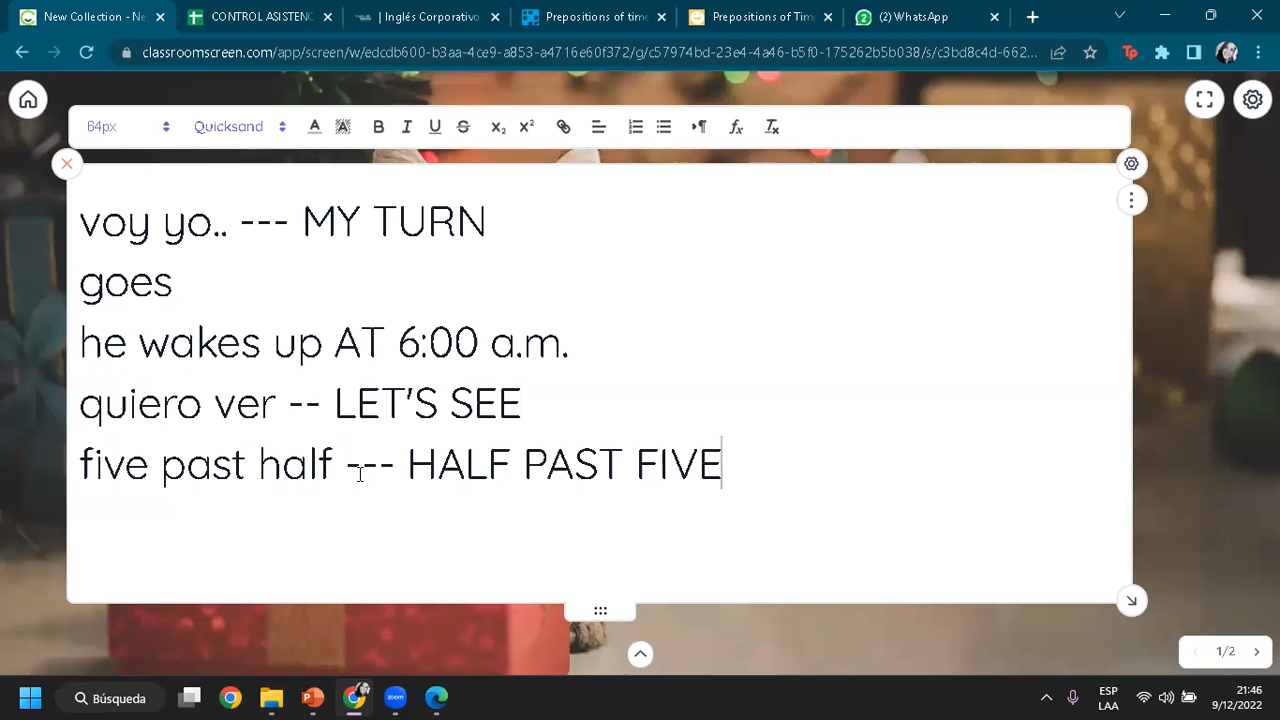 New Collection - Ne
CONTROL ASISTENC
| Inglés Corporativo
Prepositions of time
Prepositions of Time
(2) WhatsApp
classroomscreen.com/app/screen/w/edcdb600-b3aa-4ce9-a853-a4716e60f372/g/c57974bd-23e4-4a46-b5f0-175262b5b038/s/c3bd8c4d-662...
64px
Quicksand
voy yo.. --- MY TURN
goes
he wakes up AT 6:00 a.m.
quiero ver -- LET'S SEE
five past half --- HALF PAST FIVE
1/2
Búsqueda
zoom
ESP
LAA
21:46
9/12/2022